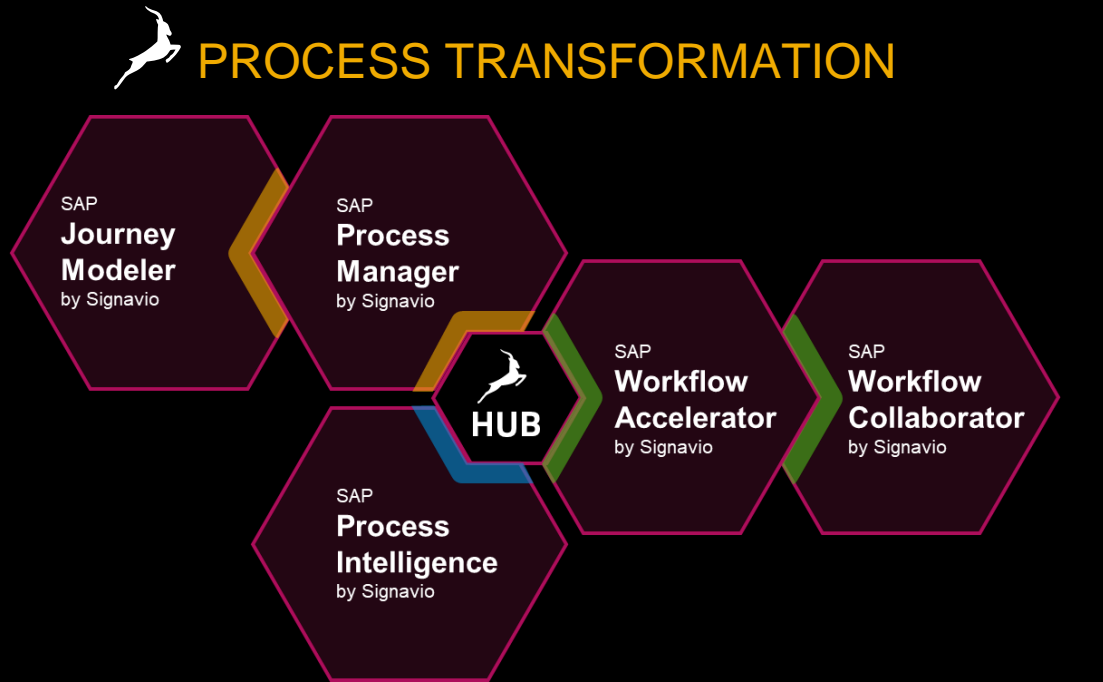 PROCESS TRANSFORMATION
SAP
Journey
Modeler
by Signavio
SAP
Process
Manager
by Signavio
HUB
SAP
Workflow
Accelerator
by Signavio
SAP
Workflow
Collaborator
by Signavio
SAP
Process
Intelligence
by Signavio